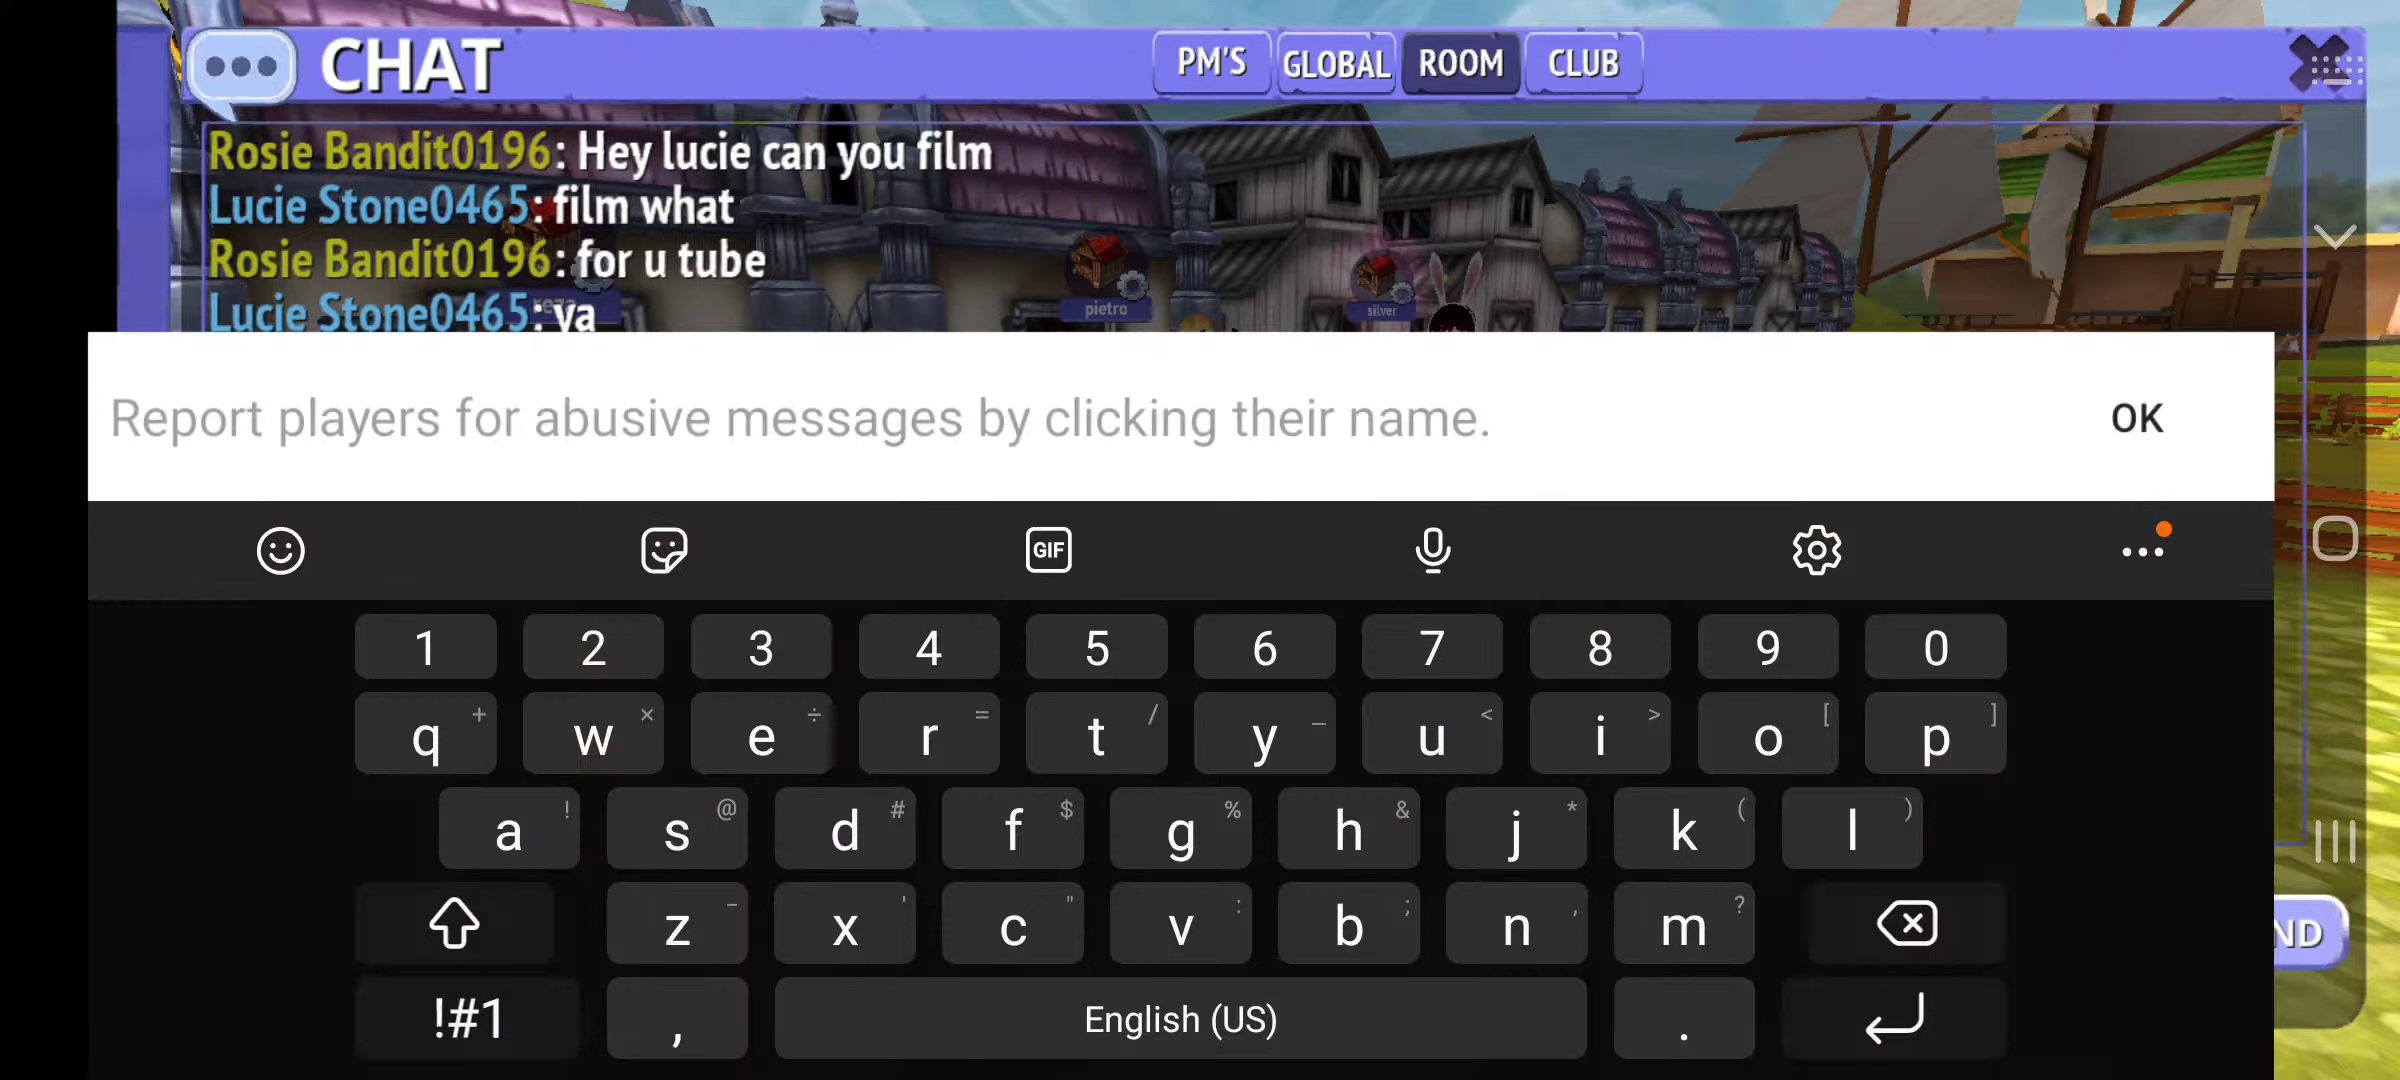 CHAT
PM'S GLOBAL ROOM CLUB
Rosie Bandit0196: Hey lucie can you film
Lucie Stone0465: film what
Rosie Bandit0196: for u tube
Lucie Stone0465: ya
pietro
silver
Report players for abusive messages by clicking their name.
OK
GIF
1 2 3 4 5 6 7 8 9 0
q + w × e ÷ r = t / y _ u < i > o [ p ]
a ! s @ d # f $ g % h & j * k ( l )
z - x ' c " v : b ; n , m ?
ND
!#1 , English (US) .